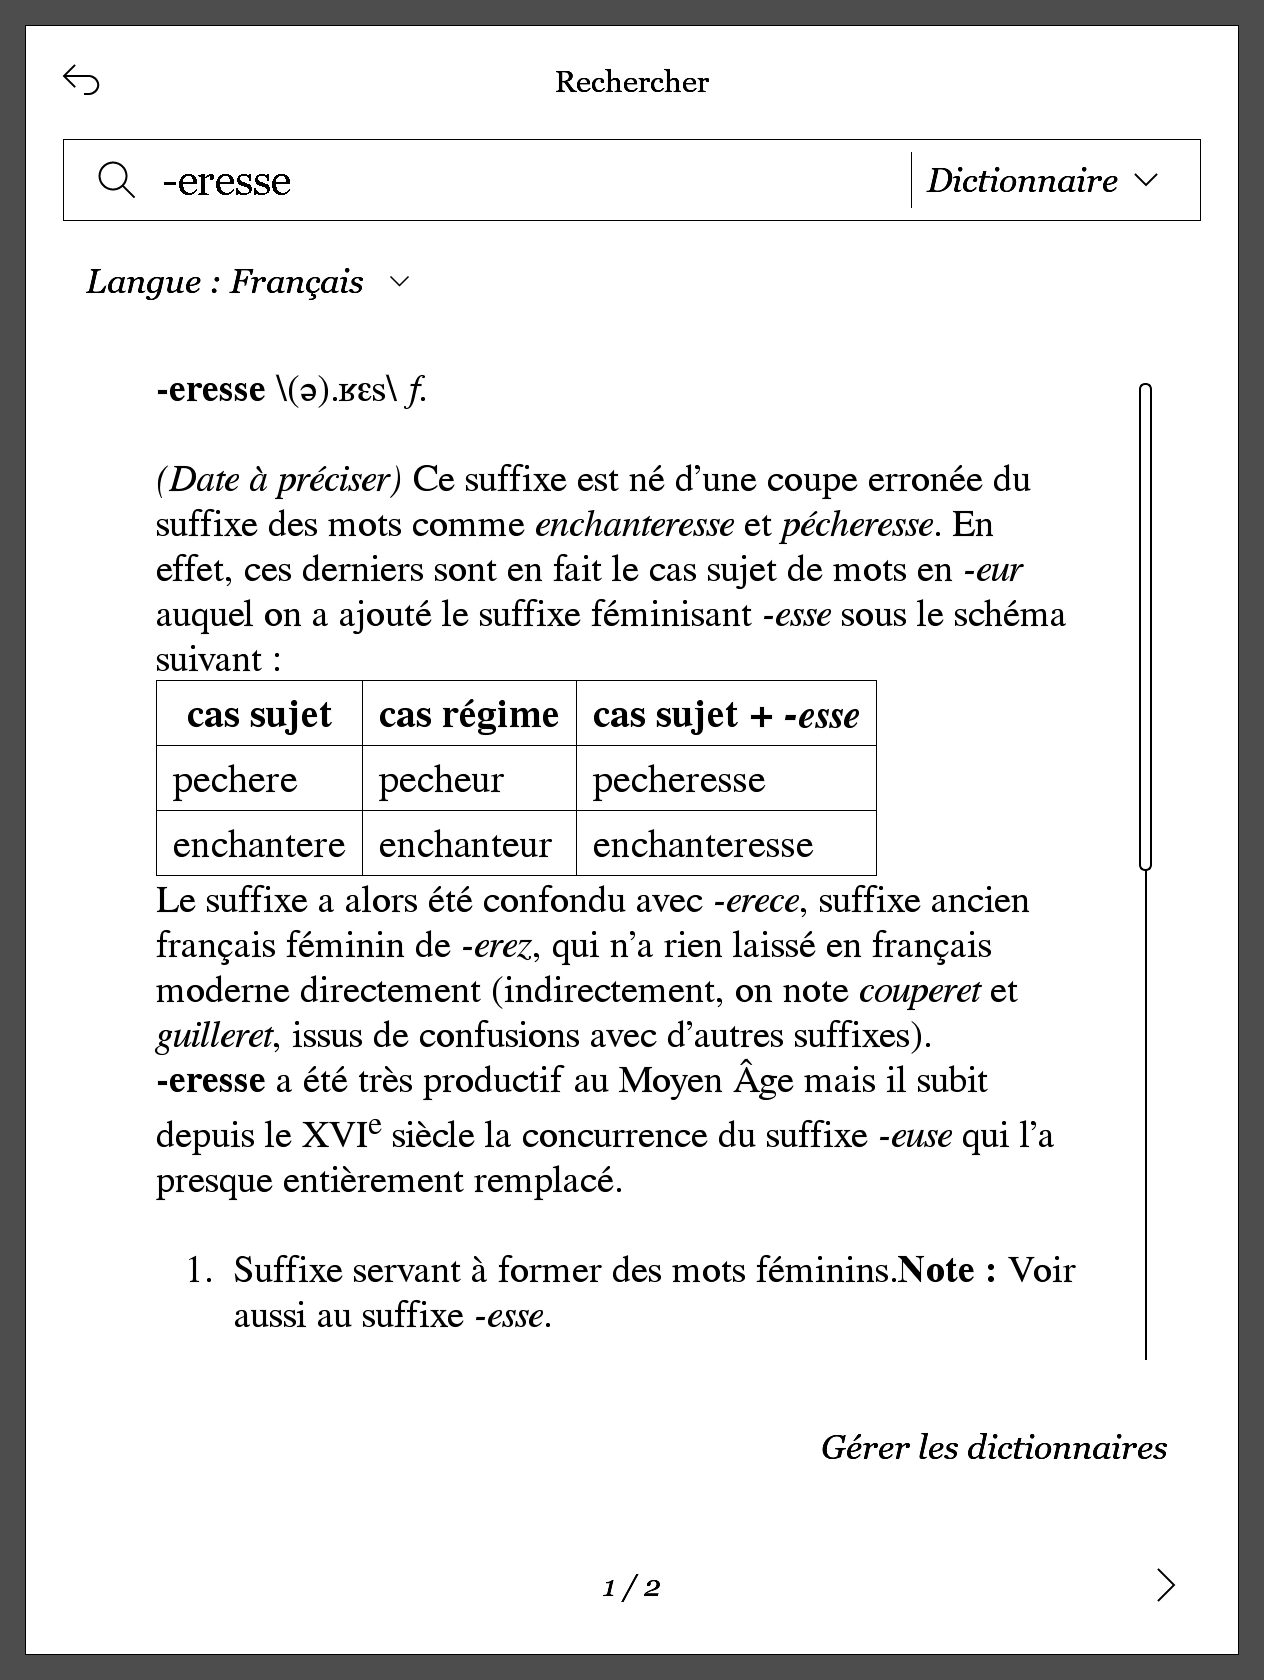 Rechercher
-eresse
Dictionnaire
Langue : Français
-eresse \(ə).ʁɛs\ f.
(Date à préciser) Ce suffixe est né d’une coupe erronée du
suffixe des mots comme enchanteresse et pécheresse. En
effet, ces derniers sont en fait le cas sujet de mots en -eur
auquel on a ajouté le suffixe féminisant -esse sous le schéma
suivant :
cas sujet cas régime cas sujet + -esse
pechere pecheur pecheresse
enchantere enchanteur enchanteresse
Le suffixe a alors été confondu avec -erece, suffixe ancien
français féminin de -erez, qui n’a rien laissé en français
moderne directement (indirectement, on note couperet et
guilleret, issus de confusions avec d’autres suffixes).
-eresse a été très productif au Moyen Âge mais il subit
depuis le XVIe siècle la concurrence du suffixe -euse qui l’a
presque entièrement remplacé.
1. Suffixe servant à former des mots féminins.Note : Voir
aussi au suffixe -esse.
Gérer les dictionnaires
1 / 2